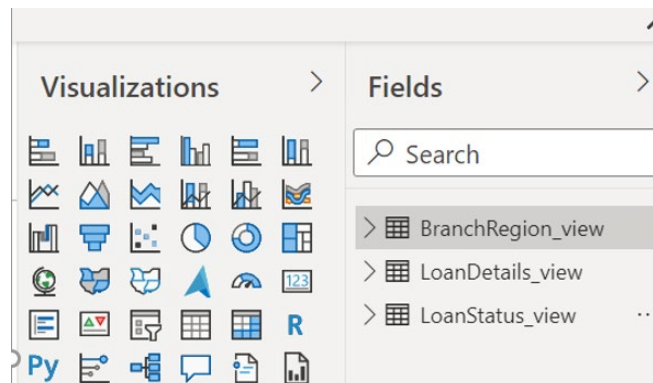 Visualizations
Fields
Search
BranchRegion_view
LoanDetails_view
123
LoanStatus_view
R
Py